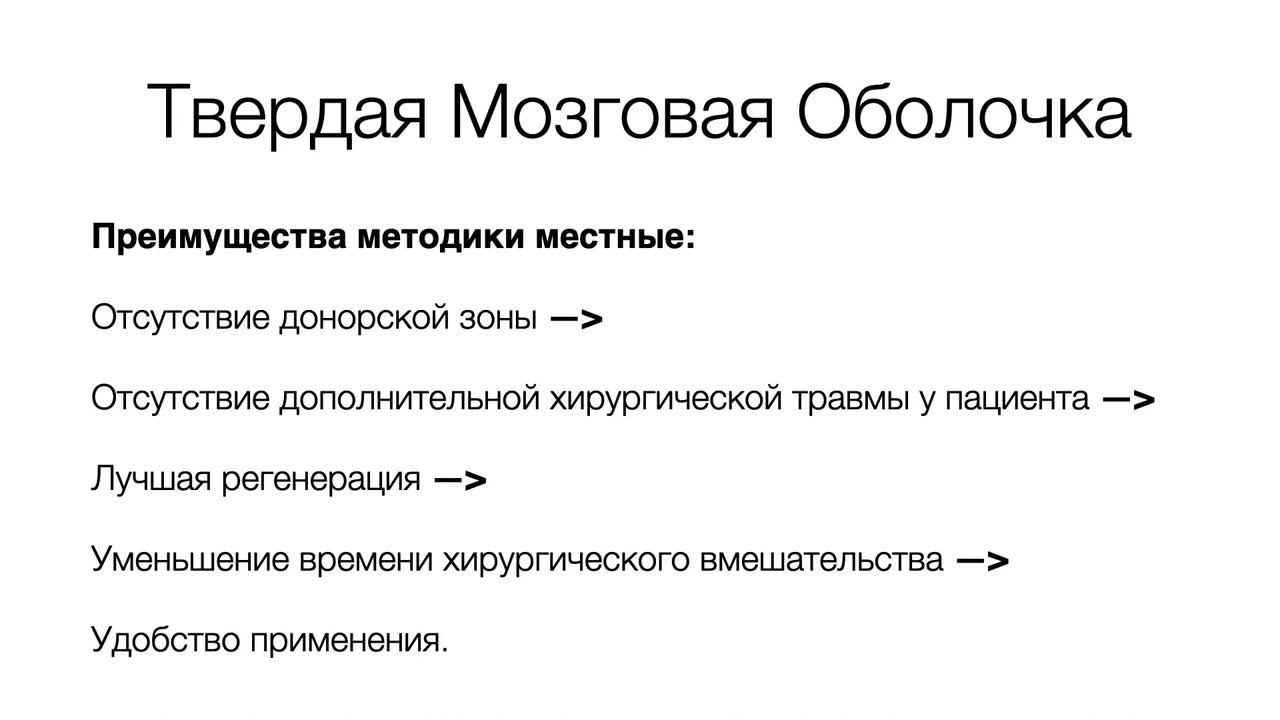 Твердая Мозговая Оболочка
Преимущества методики местные:
Отсутствие донорской зоны —>
Отсутствие дополнительной хирургической травмы у пациента —>
Лучшая регенерация —>
Уменьшение времени хирургического вмешательства —>
Удобство применения.